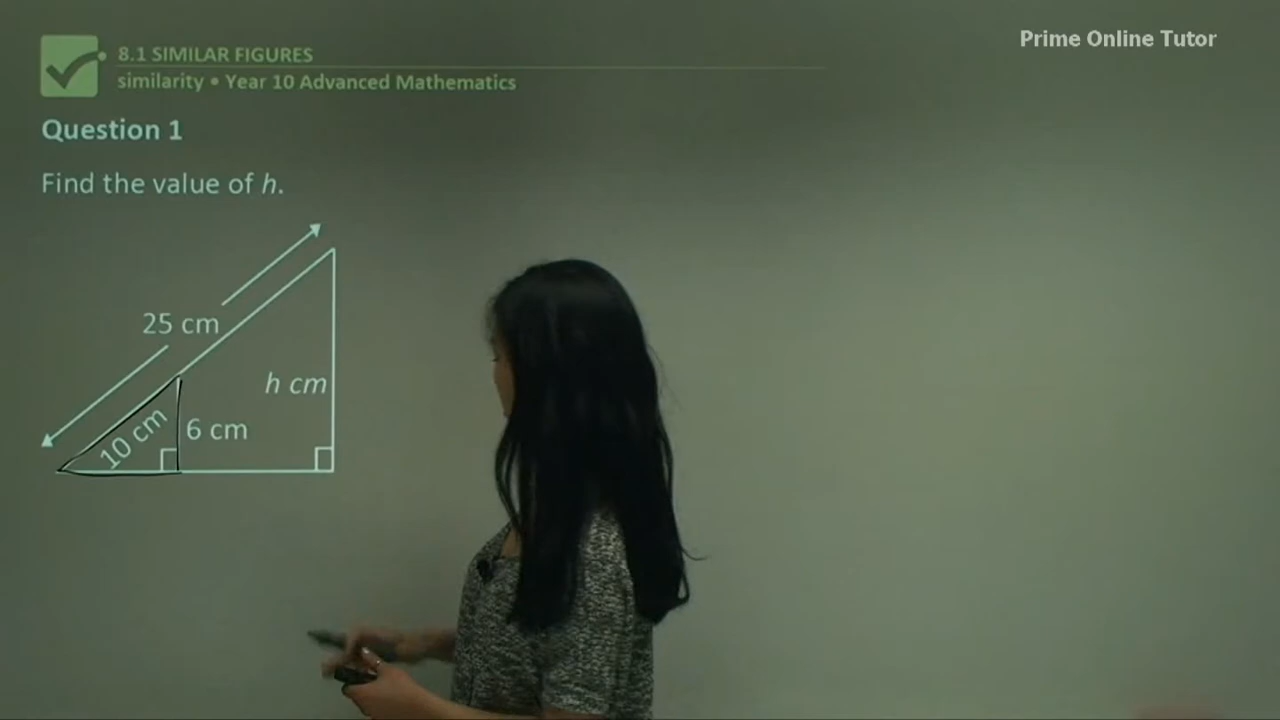 Prime Online Tutor
8.1 SIMILAR FIGURES
similarity • Year 10 Advanced Mathematics
Question 1
Find the value of h.
25 cm
h cm
10 cm
6 cm